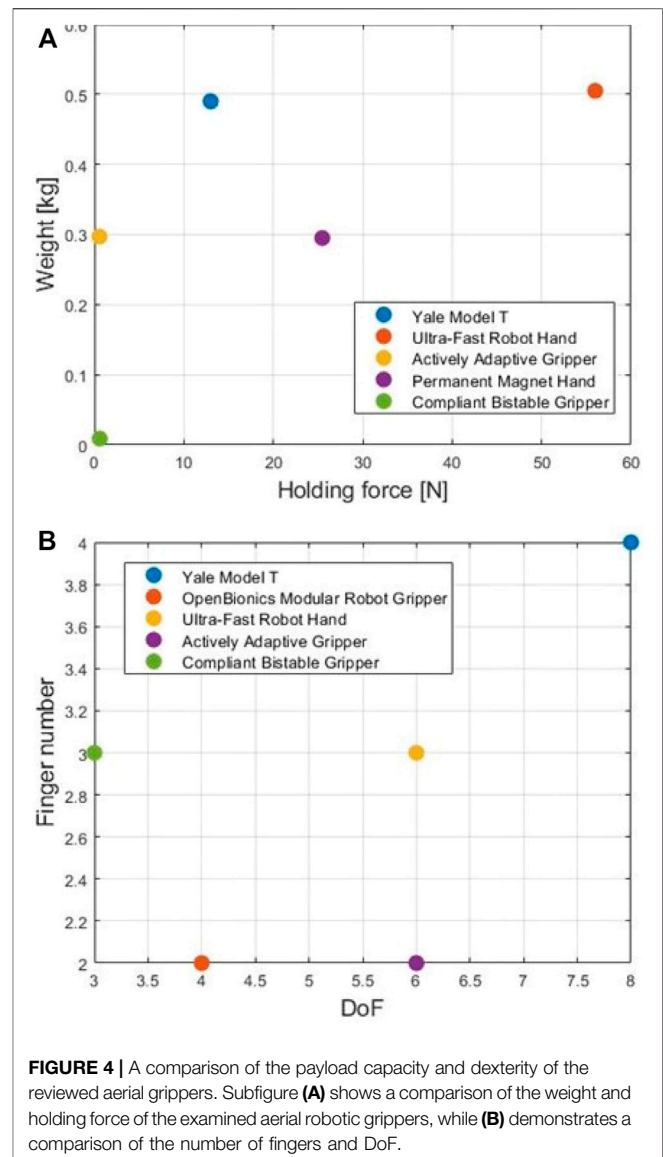 A
0.6
0.5
0.4
0.3
0.2
0.1
0
Weight [kg]
Yale Model T
Ultra-Fast Robot Hand
Actively Adaptive Gripper
Permanent Magnet Hand
Compliant Bistable Gripper
0 10 20 30 40 50 60
Holding force [N]
B
4
3.8
3.6
3.4
3.2
3
2.8
2.6
2.4
2.2
2
Finger number
Yale Model T
OpenBionics Modular Robot Gripper
Ultra-Fast Robot Hand
Actively Adaptive Gripper
Compliant Bistable Gripper
3 3.5 4 4.5 5 5.5 6 6.5 7 7.5 8
DoF
FIGURE 4 | A comparison of the payload capacity and dexterity of the
reviewed aerial grippers. Subfigure (A) shows a comparison of the weight and
holding force of the examined aerial robotic grippers, while (B) demonstrates a
comparison of the number of fingers and DoF.